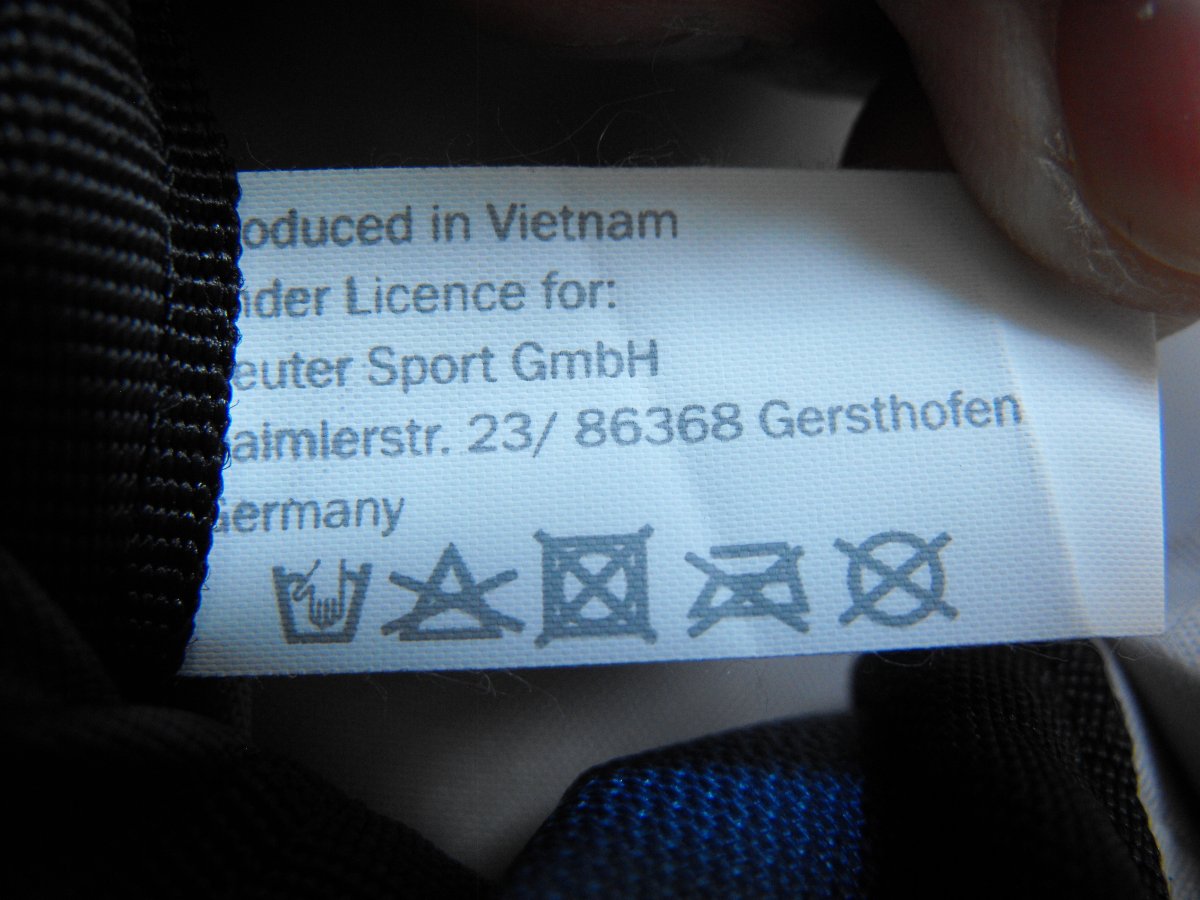 oduced in Vietnam
nder Licence for:
euter Sport GmbH
aimlerstr. 23/ 86368 Gersthofen
Germany